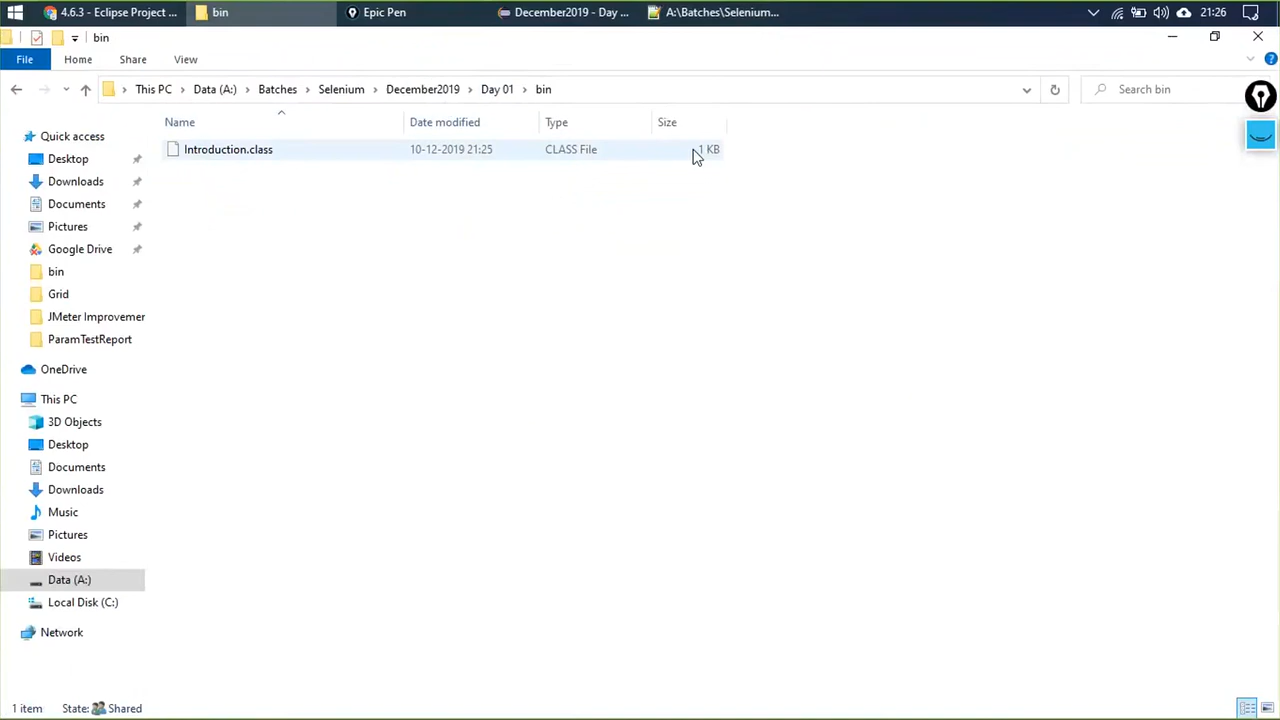 4.6.3 - Eclipse Project ... bin Epic Pen December2019 - Day ... A:\Batches\Selenium... 21:26
bin
File Home Share View
This PC Data (A:) Batches Selenium December2019 Day 01 bin Search bin
Name Date modified Type Size
Introduction.class 10-12-2019 21:25 CLASS File 1 KB
Quick access
Desktop
Downloads
Documents
Pictures
Google Drive
bin
Grid
JMeter Improvemer
ParamTestReport
OneDrive
This PC
3D Objects
Desktop
Documents
Downloads
Music
Pictures
Videos
Data (A:)
Local Disk (C:)
Network
1 item State: Shared